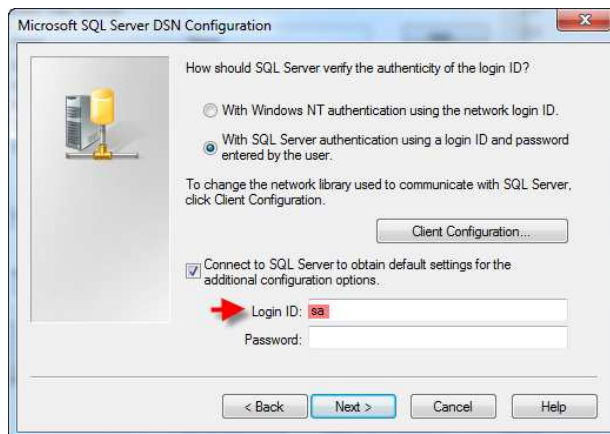 Microsoft SQL Server DSN Configuration
How should SQL Server verify the authenticity of the login ID?
With Windows NT authentication using the network login ID.
With SQL Server authentication using a login ID and password
entered by the user.
To change the network library used to communicate with SQL Server,
click Client Configuration.
Client Configuration...
Connect to SQL Server to obtain default settings for the
additional configuration options.
Login ID: sa
Password:
< Back Next > Cancel Help